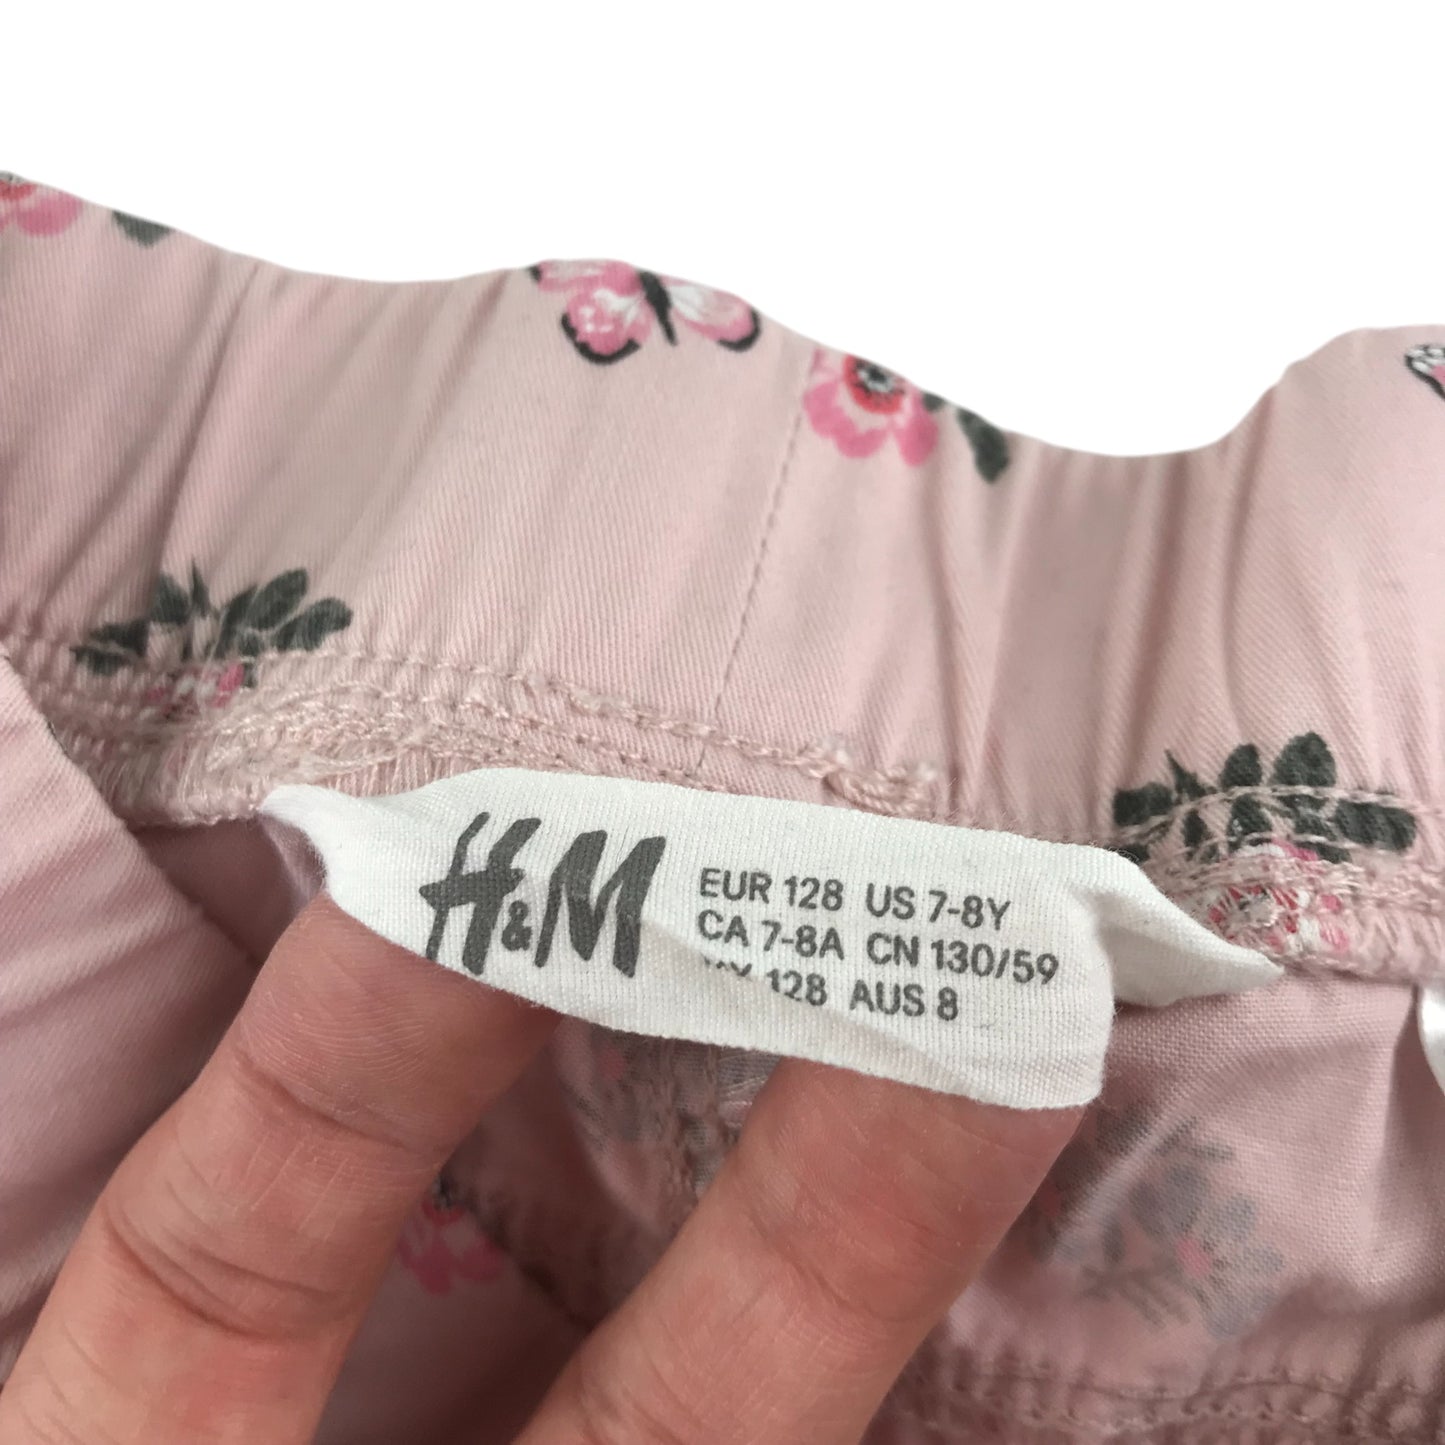 H&M
EUR 128 US 7-8Y
CA 7-8A CN 130/59
128 AUS 8